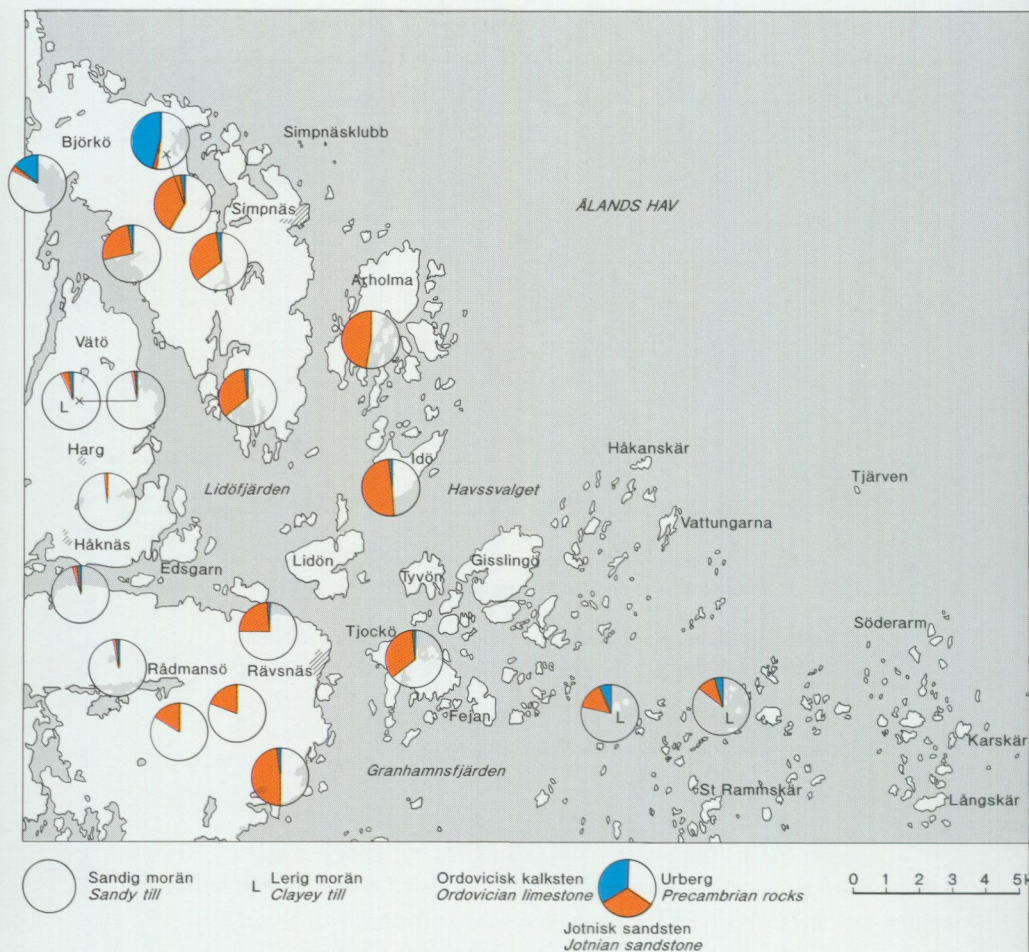 Björkö
Simpnäsklubb
Simpnäs
ÅLANDS HAV
Arholma
Vätö
L
Harg
Idö
Håkanskär
Lidöfjärden
Havssvalget
Tjärven
Vattungarna
Håknäs
Edsgarn
Lidön
Tyvön
Gisslingö
Tjockö
Söderarm
Rådmansö
Rävsnäs
Fejan
L
L
Karskär
Granhamnsfjärden
St Rammskär
Långskär
Sandig morän
Sandy till
L
Lerig morän
Clayey till
Ordovicisk kalksten
Ordovician limestone
Urberg
Precambrian rocks
Jotnisk sandsten
Jotnian sandstone
0 1 2 3 4 5k